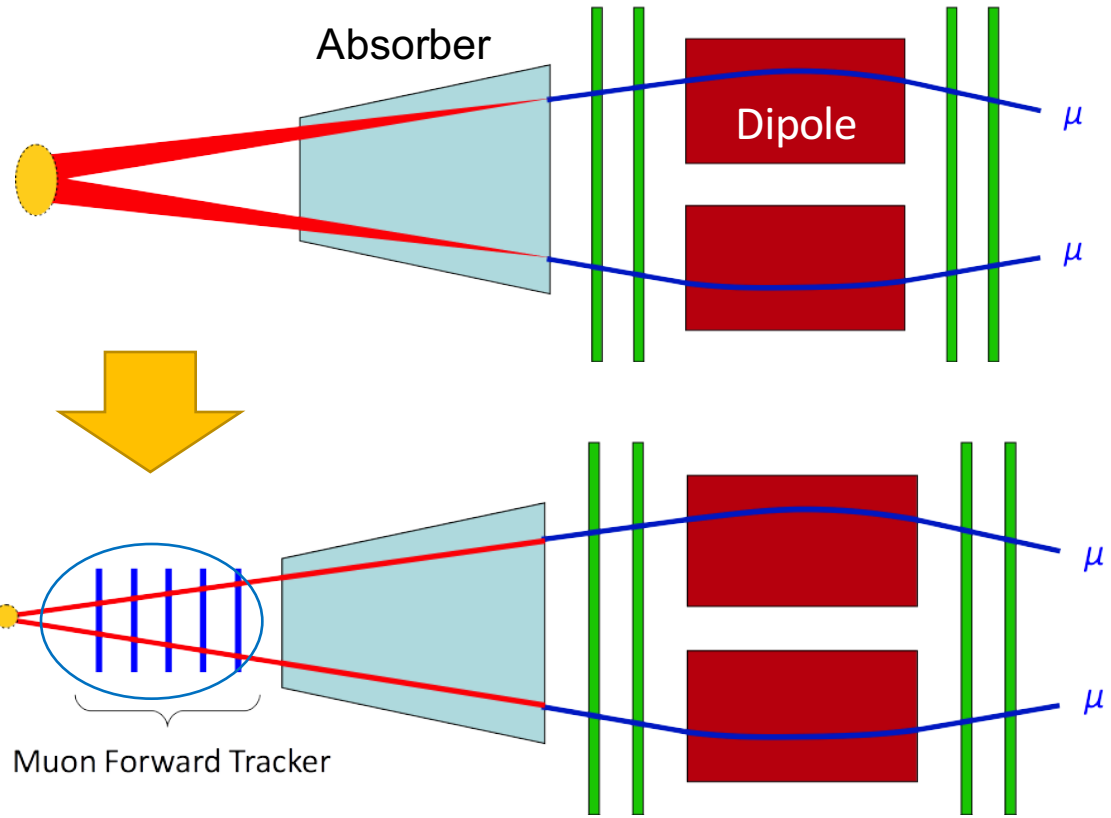 Absorber
Dipole
μ
μ
μ
Muon Forward Tracker
μ